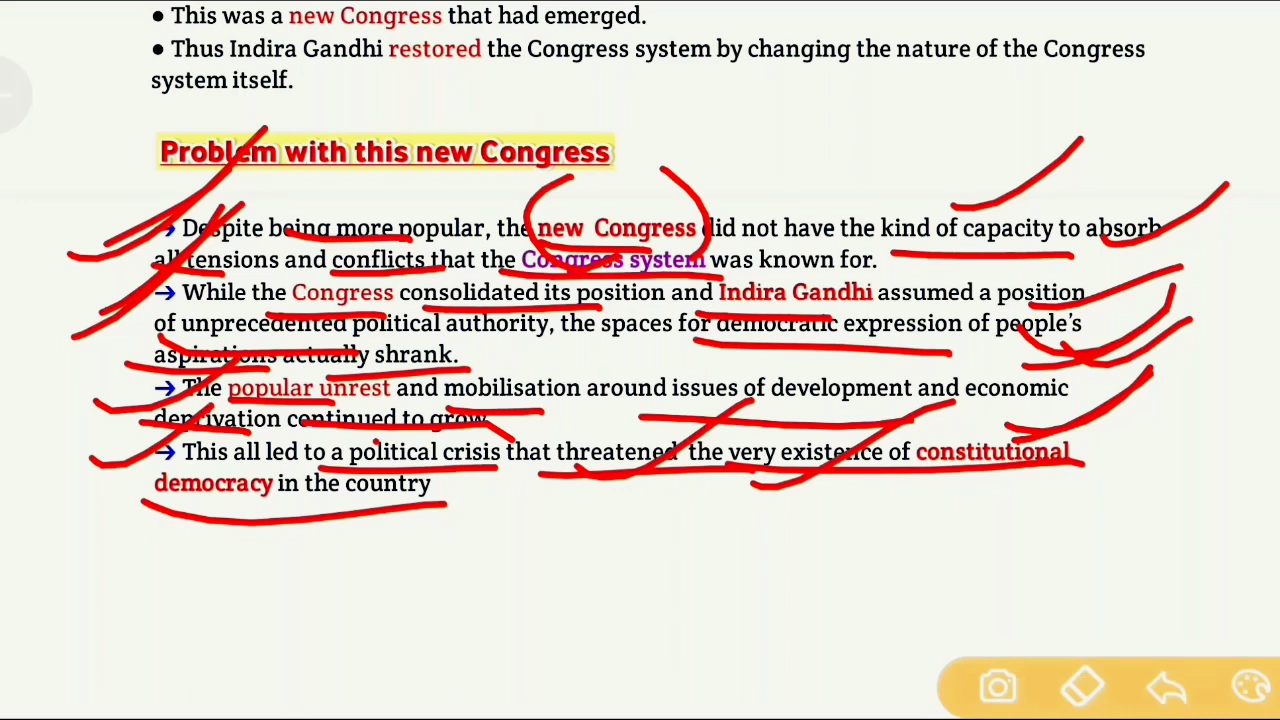 ● This was a new Congress that had emerged.
● Thus Indira Gandhi restored the Congress system by changing the nature of the Congress
system itself.
Problem with this new Congress
→ Despite being more popular, the new Congress did not have the kind of capacity to absorb
all tensions and conflicts that the Congress system was known for.
→ While the Congress consolidated its position and Indira Gandhi assumed a position
of unprecedented political authority, the spaces for democratic expression of people's
aspirations actually shrank.
→ The popular unrest and mobilisation around issues of development and economic
deprivation continued to grow.
→ This all led to a political crisis that threatened the very existence of constitutional
democracy in the country